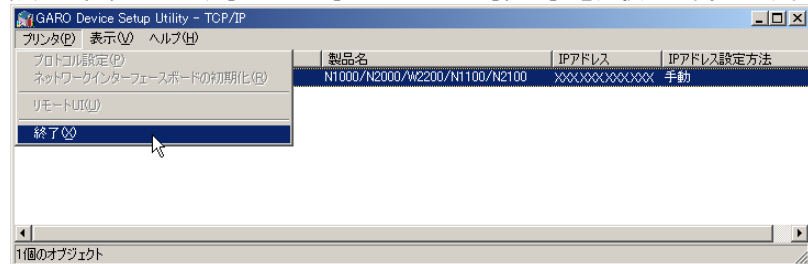 GARO Device Setup Utility - TCP/IP
プリンタ(P) 表示(V) ヘルプ(H)
プロトコル設定(P)
ネットワークインターフェースボードの初期化(R)
リモートUI(U)
終了(X)
製品名 IPアドレス IPアドレス設定方法
N1000/N2000/W2200/N1100/N2100 XXX.XXX.XXX.XXX 手動
1個のオブジェクト